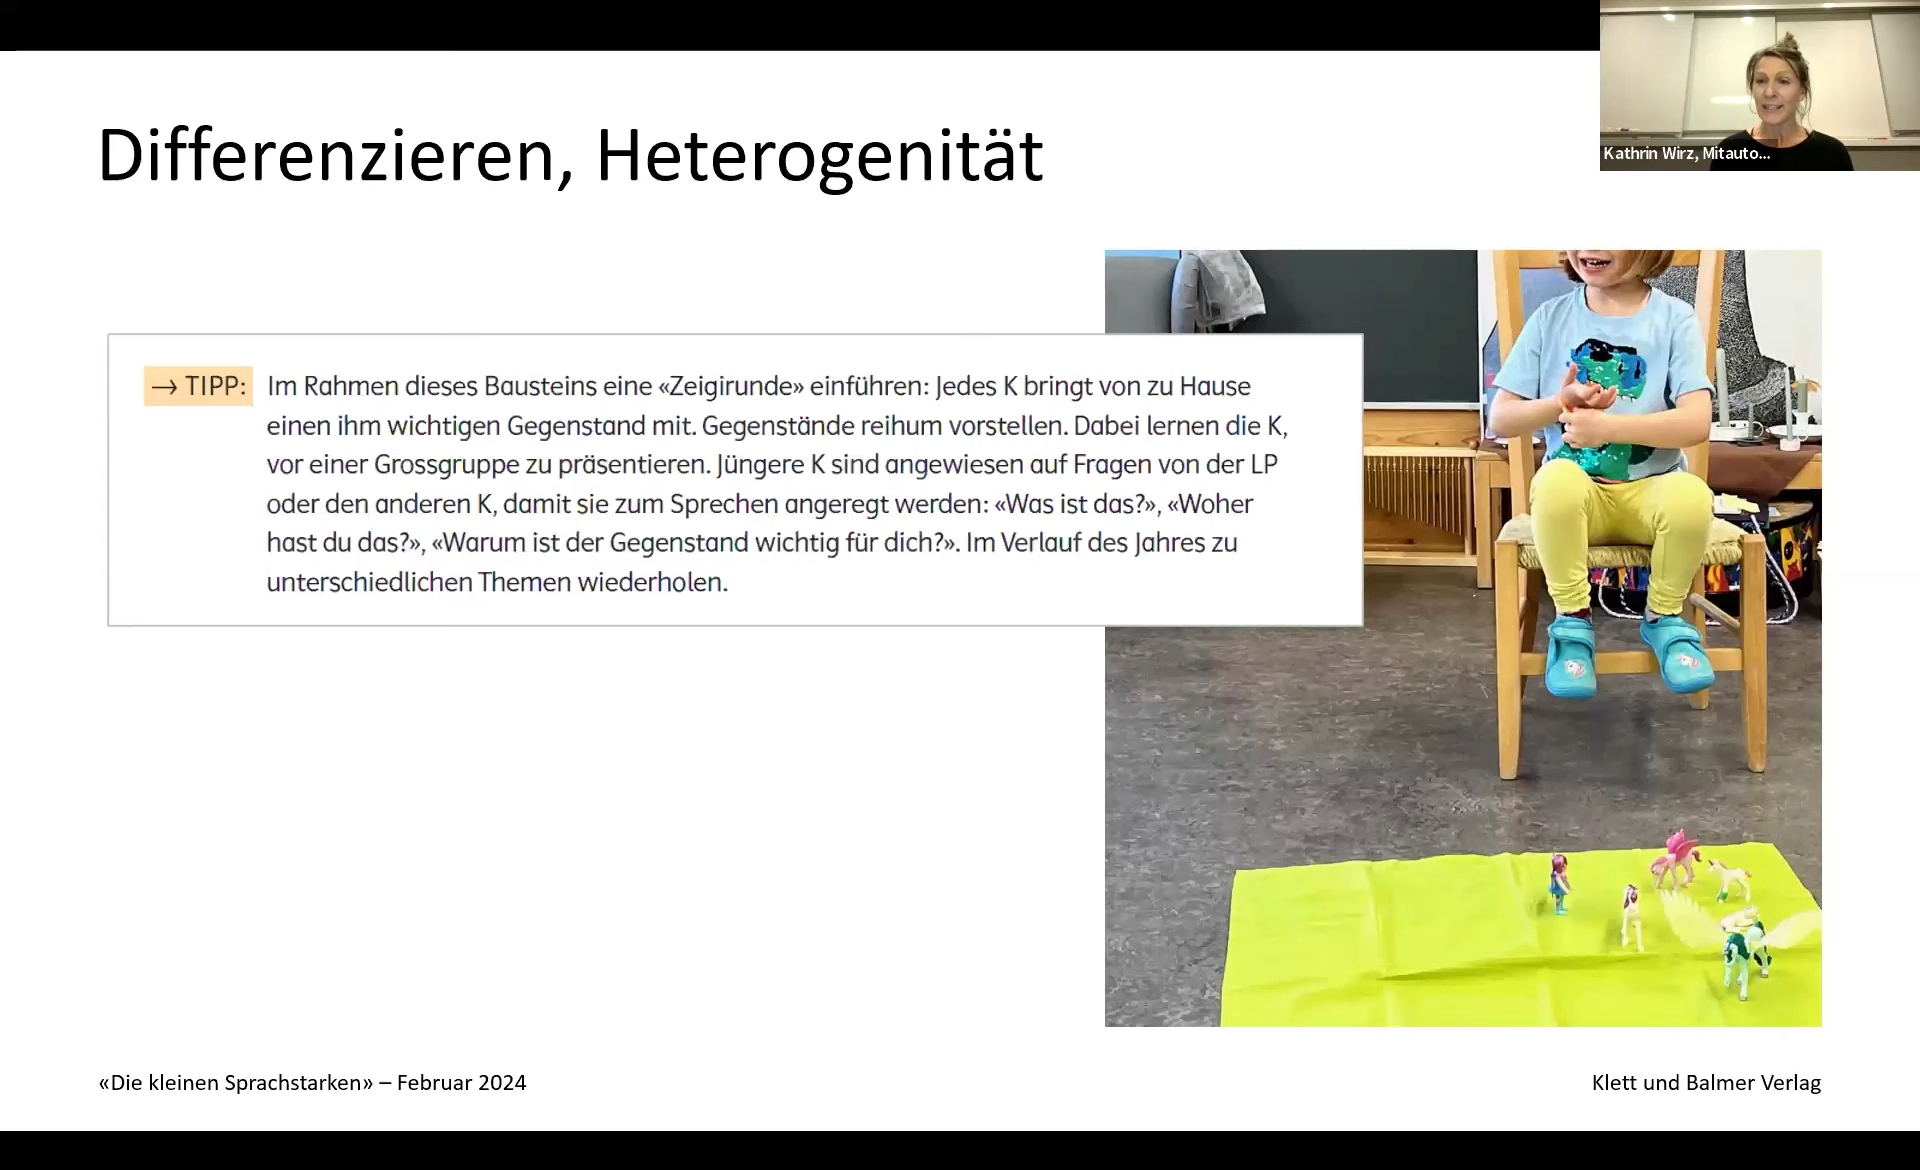 Kathrin Wirz, Mitauto...
Differenzieren, Heterogenität
→ TIPP: Im Rahmen dieses Bausteins eine «Zeigirunde» einführen: Jedes K bringt von zu Hause
einen ihm wichtigen Gegenstand mit. Gegenstände reihum vorstellen. Dabei lernen die K,
vor einer Grossgruppe zu präsentieren. Jüngere K sind angewiesen auf Fragen von der LP
oder den anderen K, damit sie zum Sprechen angeregt werden: «Was ist das?», «Woher
hast du das?», «Warum ist der Gegenstand wichtig für dich?». Im Verlauf des Jahres zu
unterschiedlichen Themen wiederholen.
«Die kleinen Sprachstarken» – Februar 2024
Klett und Balmer Verlag